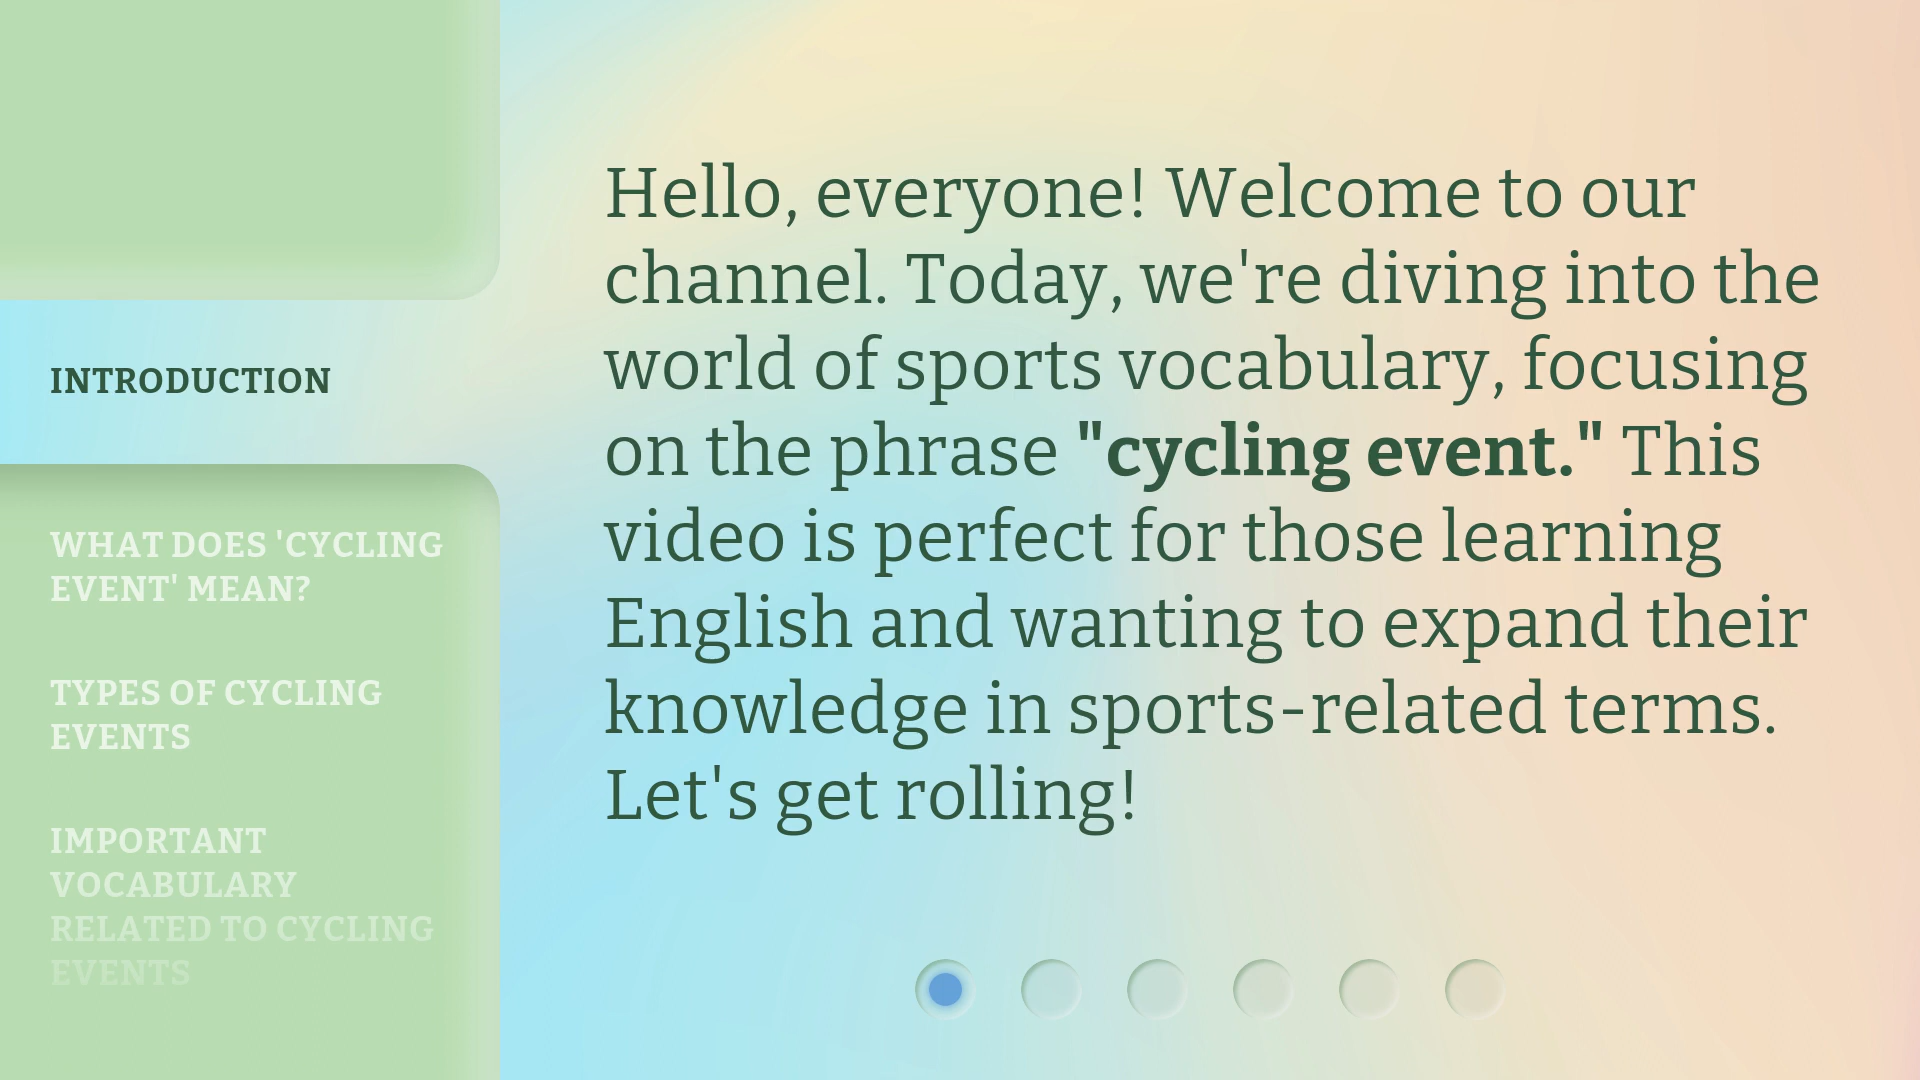 INTRODUCTION
WHAT DOES 'CYCLING
EVENT' MEAN?
TYPES OF CYCLING
EVENTS
IMPORTANT
VOCABULARY
RELATED TO CYCLING
EVENTS
Hello, everyone! Welcome to our
channel. Today, we're diving into the
world of sports vocabulary, focusing
on the phrase "cycling event." This
video is perfect for those learning
English and wanting to expand their
knowledge in sports-related terms.
Let's get rolling!